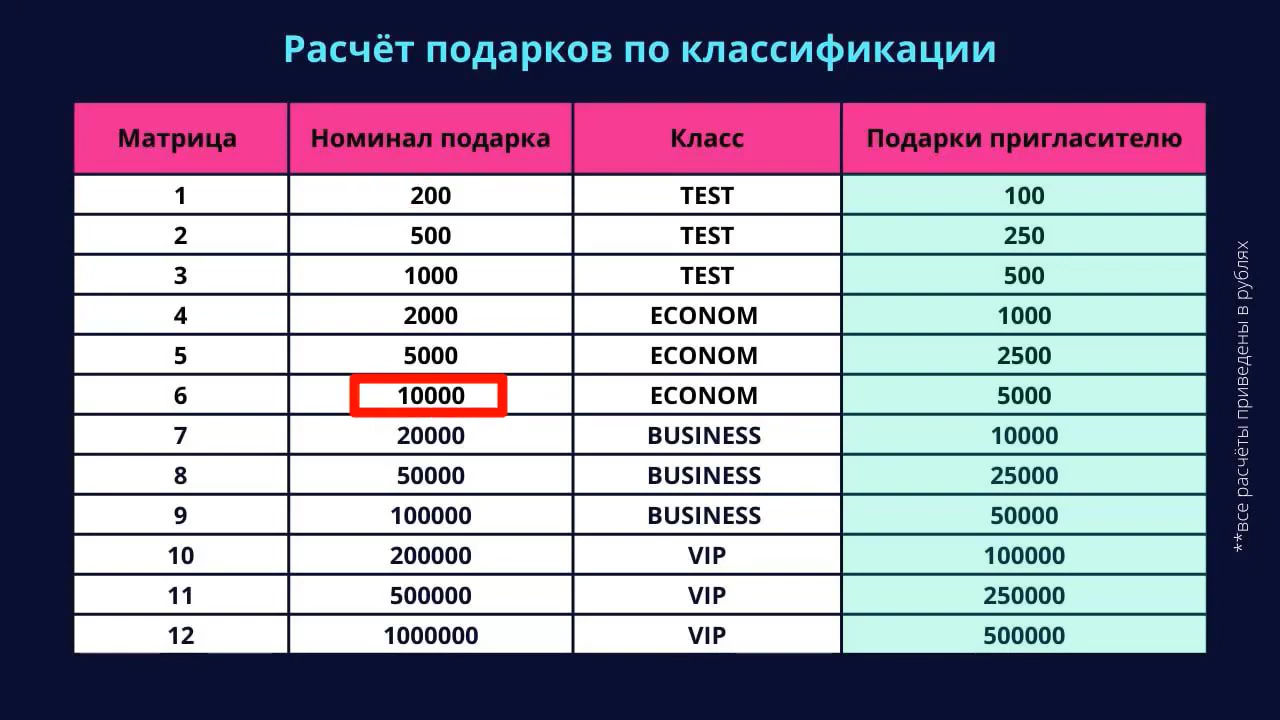 Расчёт подарков по классификации
Матрица Номинал подарка Класс Подарки пригласителю
1 200 TEST 100
2 500 TEST 250
3 1000 TEST 500
4 2000 ECONOM 1000
5 5000 ECONOM 2500
6 10000 ECONOM 5000
7 20000 BUSINESS 10000
8 50000 BUSINESS 25000
9 100000 BUSINESS 50000
10 200000 VIP 100000
11 500000 VIP 250000
12 1000000 VIP 500000
**все расчёты приведены в рублях